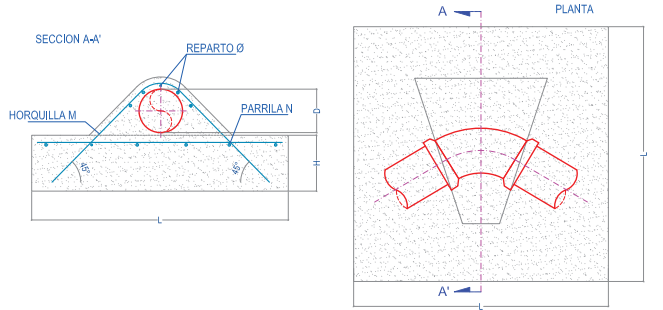 SECCION A-A'
REPARTO Ø
HORQUILLA M
PARRILA N
45°
45°
D
H
L
PLANTA
A
A'
L
L